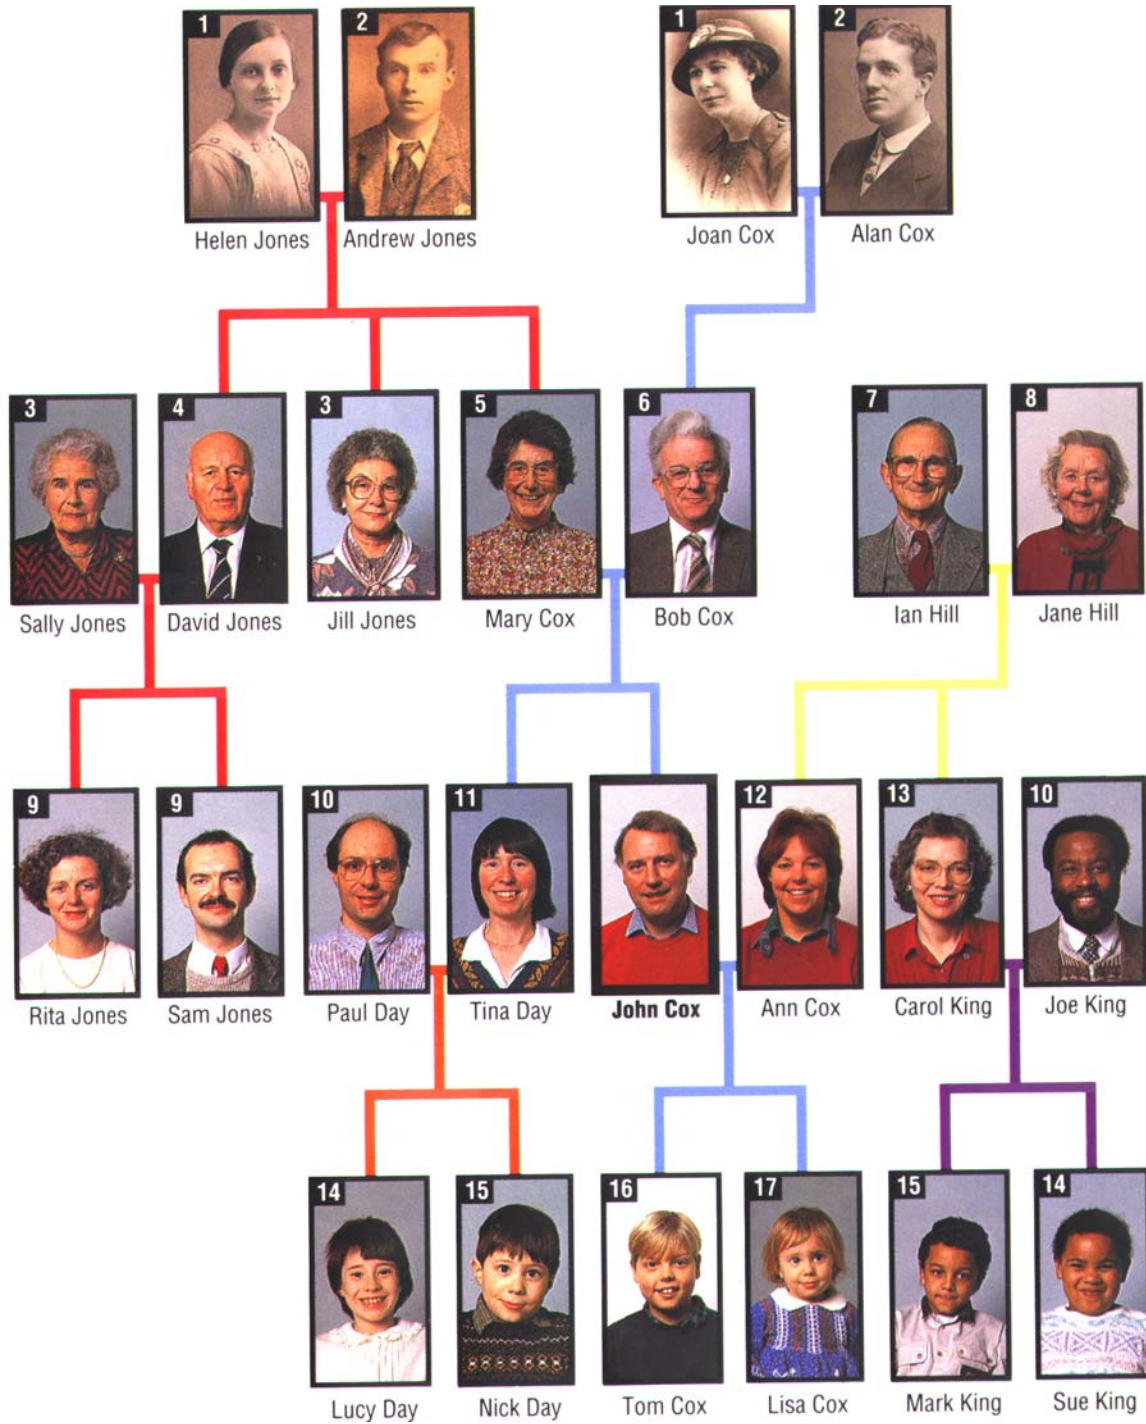 1 2 1 2
Helen Jones Andrew Jones Joan Cox Alan Cox
3 4 3 5 6 7 8
Sally Jones David Jones Jill Jones Mary Cox Bob Cox Ian Hill Jane Hill
9 9 10 11 12 13 10
Rita Jones Sam Jones Paul Day Tina Day John Cox Ann Cox Carol King Joe King
14 15 16 17 15 14
Lucy Day Nick Day Tom Cox Lisa Cox Mark King Sue King